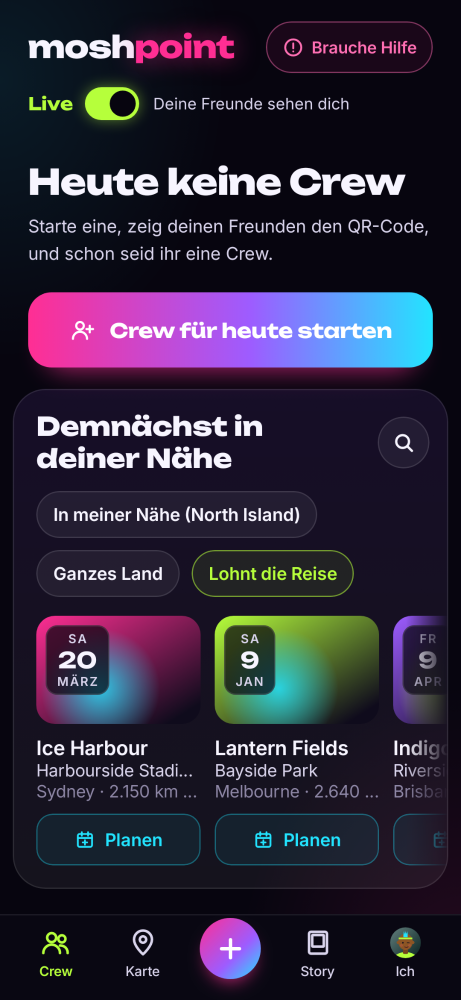 moshpoint
Brauche Hilfe
Live
Deine Freunde sehen dich
Heute keine Crew
Starte eine, zeig deinen Freunden den QR-Code,
und schon seid ihr eine Crew.
Crew für heute starten
Demnächst in
deiner Nähe
In meiner Nähe (North Island)
Ganzes Land
Lohnt die Reise
SA
20
MÄRZ
SA
9
JAN
FR
9
APR
Ice Harbour
Lantern Fields
Harbourside Stadi...
Bayside Park
Sydney · 2.150 km ...
Melbourne · 2.640 ...
Planen
Planen
Crew
Karte
Story
Ich